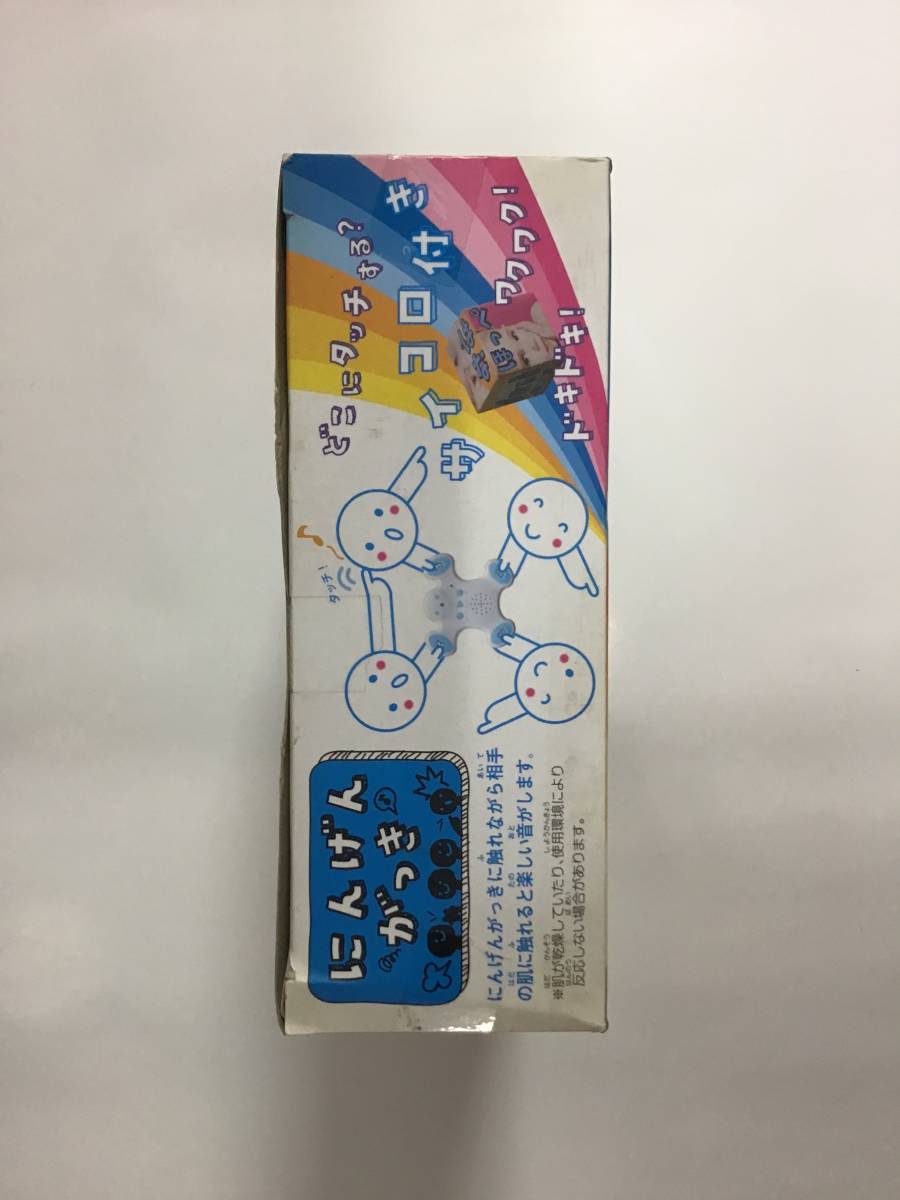 にんげん
がっき
にんげんがっきに触れながら相手
の肌に触れると楽しい音がします。
※肌が乾燥していたり、使用環境により
反応しない場合があります。
タッチ!
どこにタッチする?
サイコロ付き
ほっぺ
ワクワク!
ドキドキ!